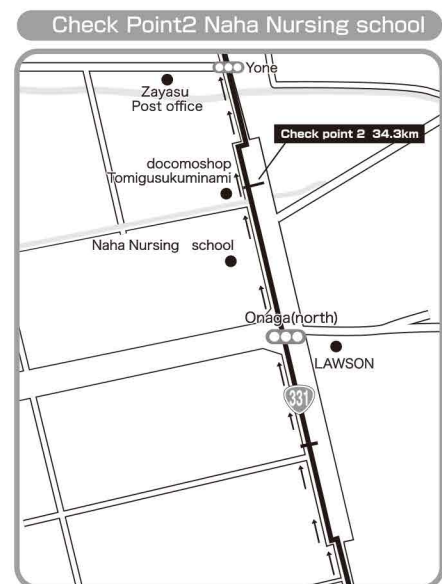 Check Point2 Naha Nursing school
Yone
Zayasu
Post office
Check point 2 34.3km
docomoshop
Tomigusukuminami
Naha Nursing school
Onaga(north)
LAWSON
331